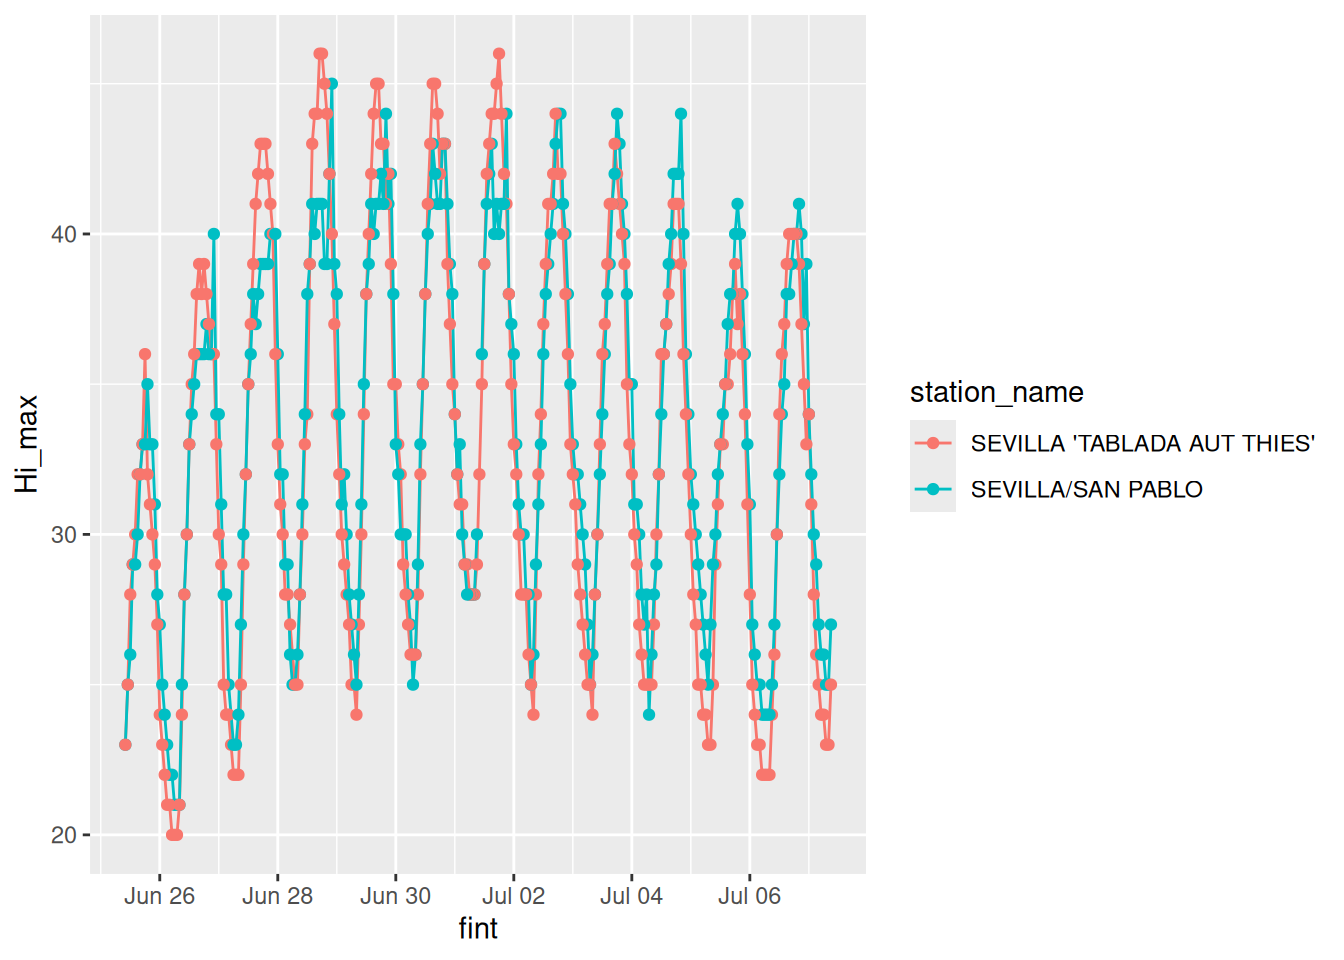 Hi_max
40
30
20
Jun 26
Jun 28
Jun 30
Jul 02
Jul 04
Jul 06
fint
station_name
SEVILLA 'TABLADA AUT THIES'
SEVILLA/SAN PABLO